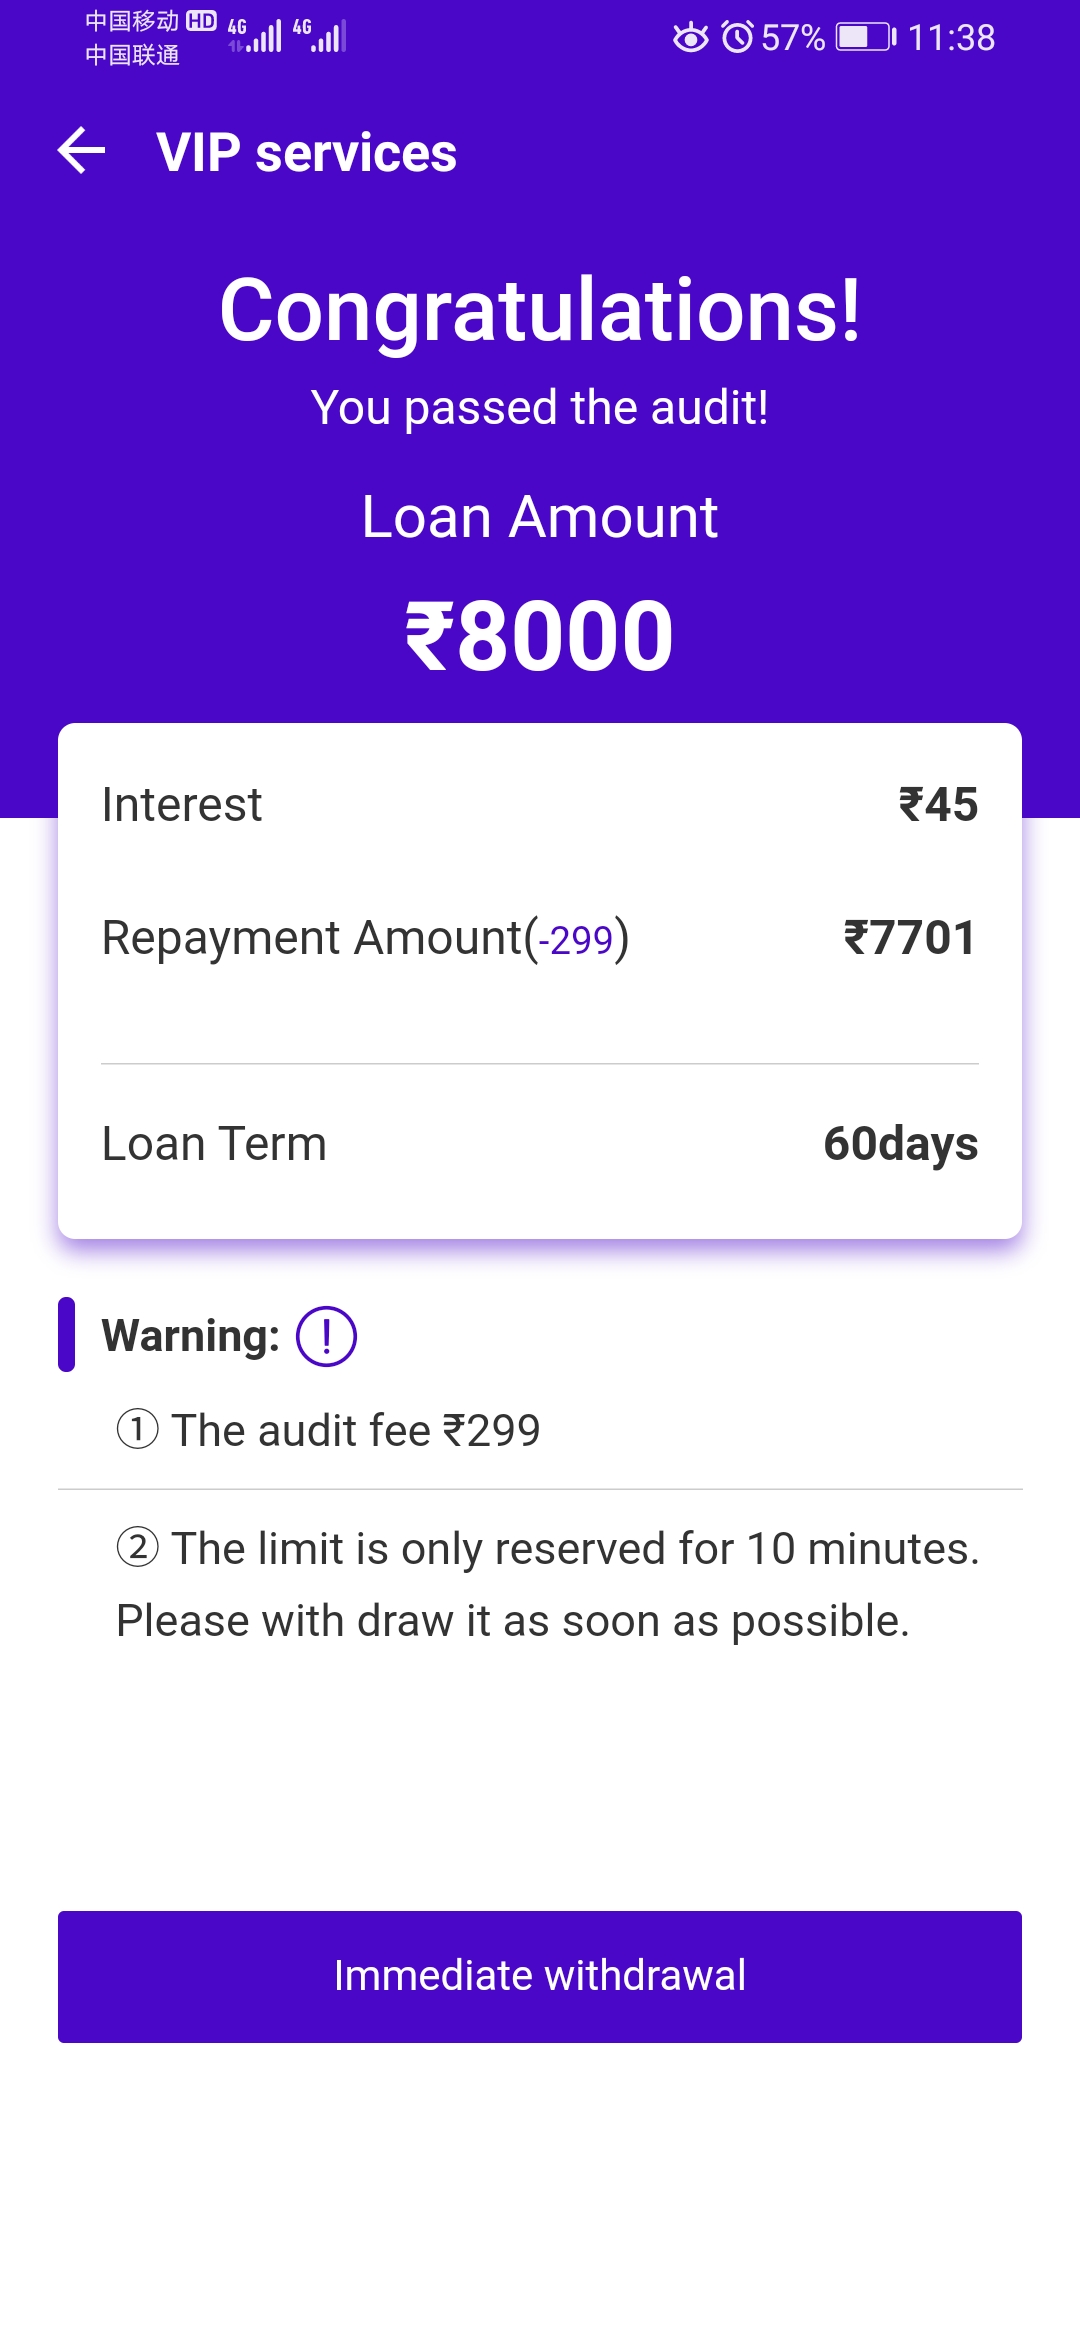 中国移动 HD 4G 4G
中国联通
57% 11:38
VIP services
Congratulations!
You passed the audit!
Loan Amount
₹8000
Interest ₹45
Repayment Amount(-299) ₹7701
Loan Term 60days
Warning: !
① The audit fee ₹299
② The limit is only reserved for 10 minutes.
Please with draw it as soon as possible.
Immediate withdrawal